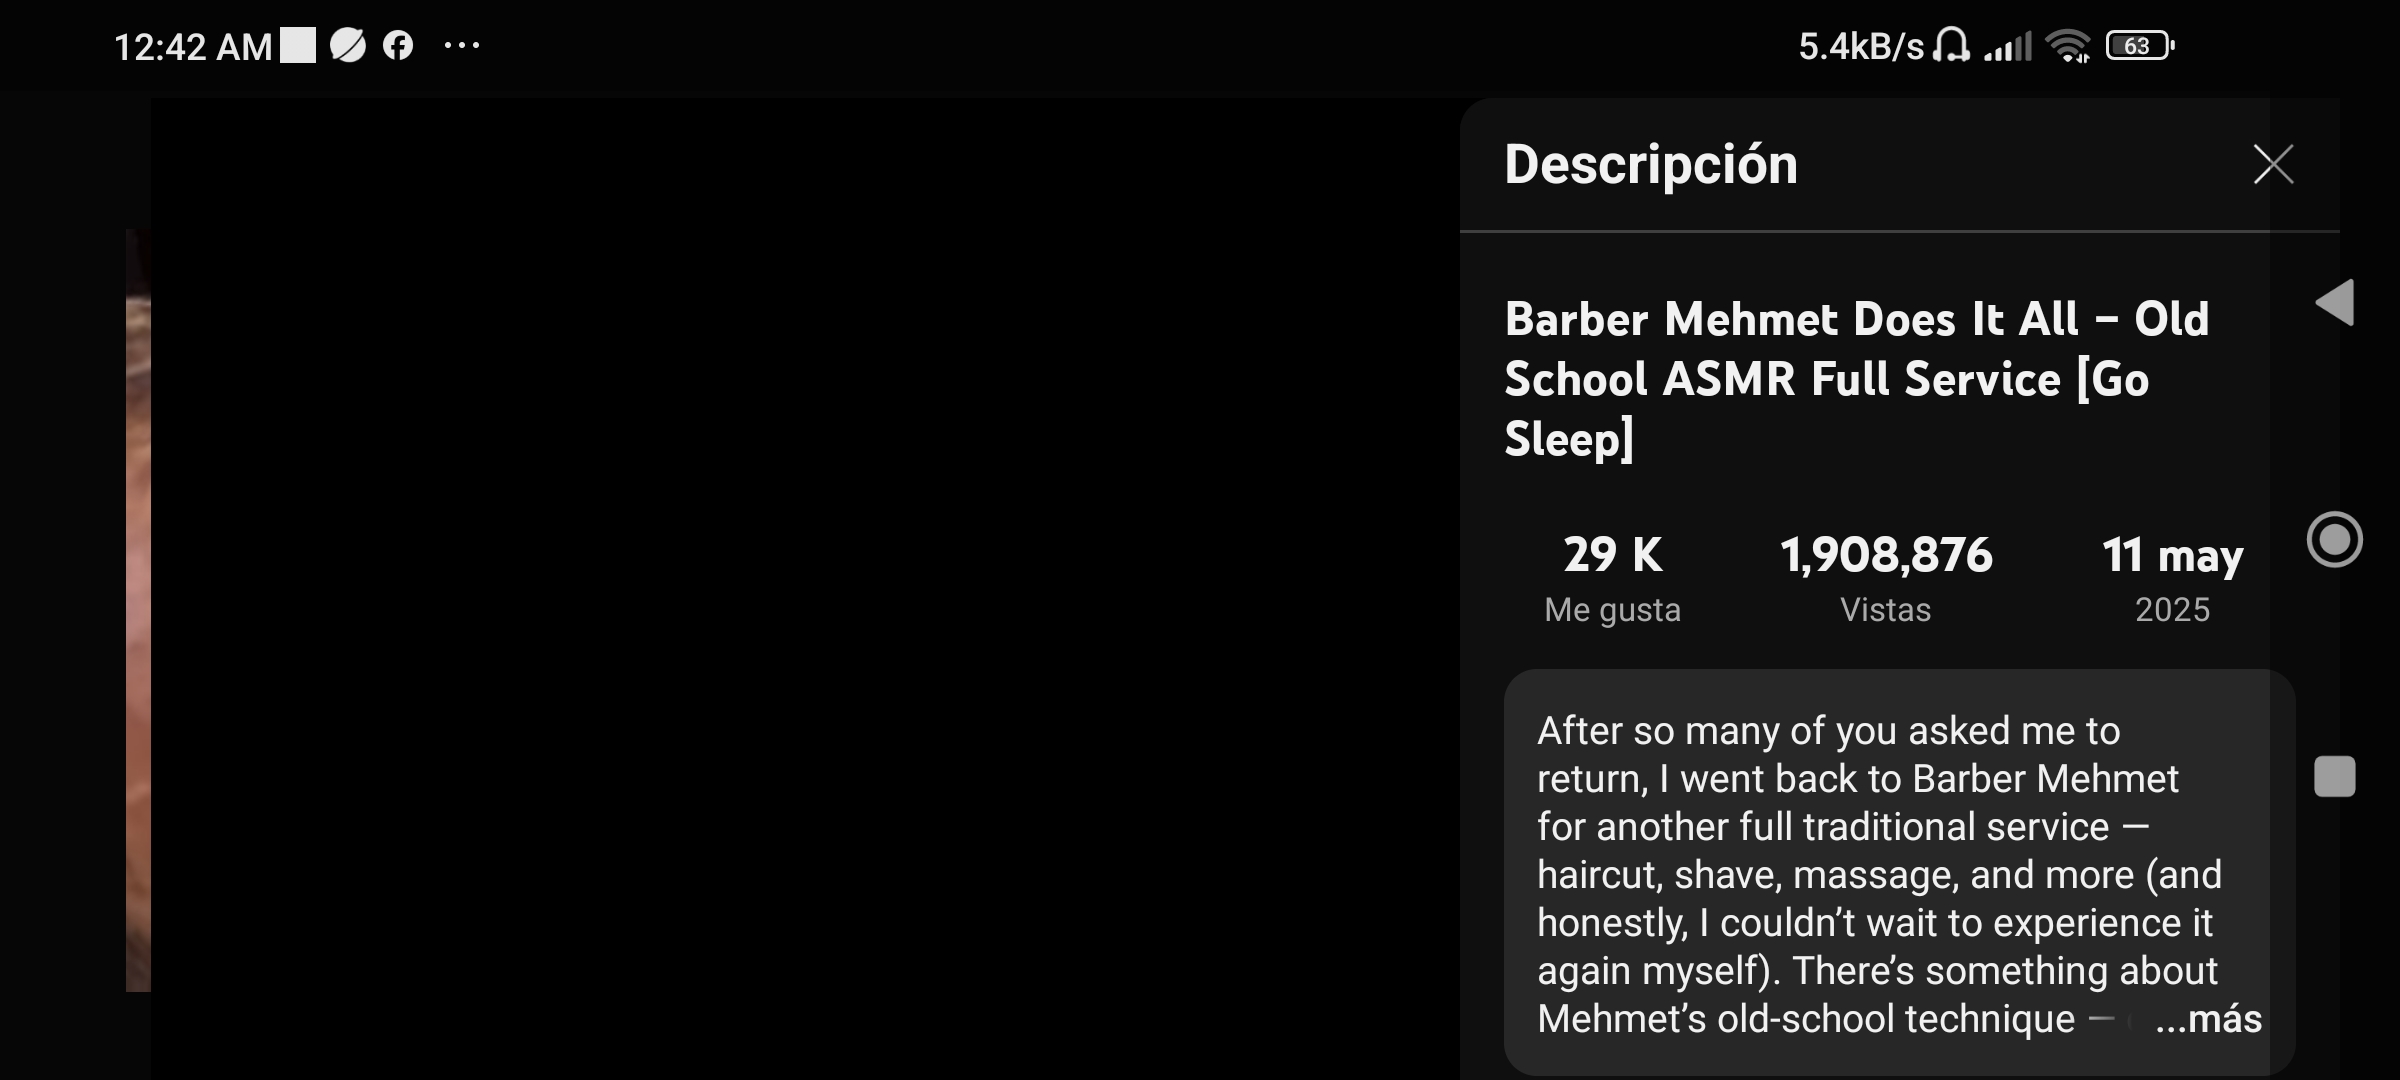 12:42 AM
5.4kB/s
63
Descripción
Barber Mehmet Does It All – Old
School ASMR Full Service [Go
Sleep]
29 K
1,908,876
11 may
Me gusta
Vistas
2025
After so many of you asked me to
return, I went back to Barber Mehmet
for another full traditional service —
haircut, shave, massage, and more (and
honestly, I couldn’t wait to experience it
again myself). There’s something about
Mehmet’s old-school technique — ...más